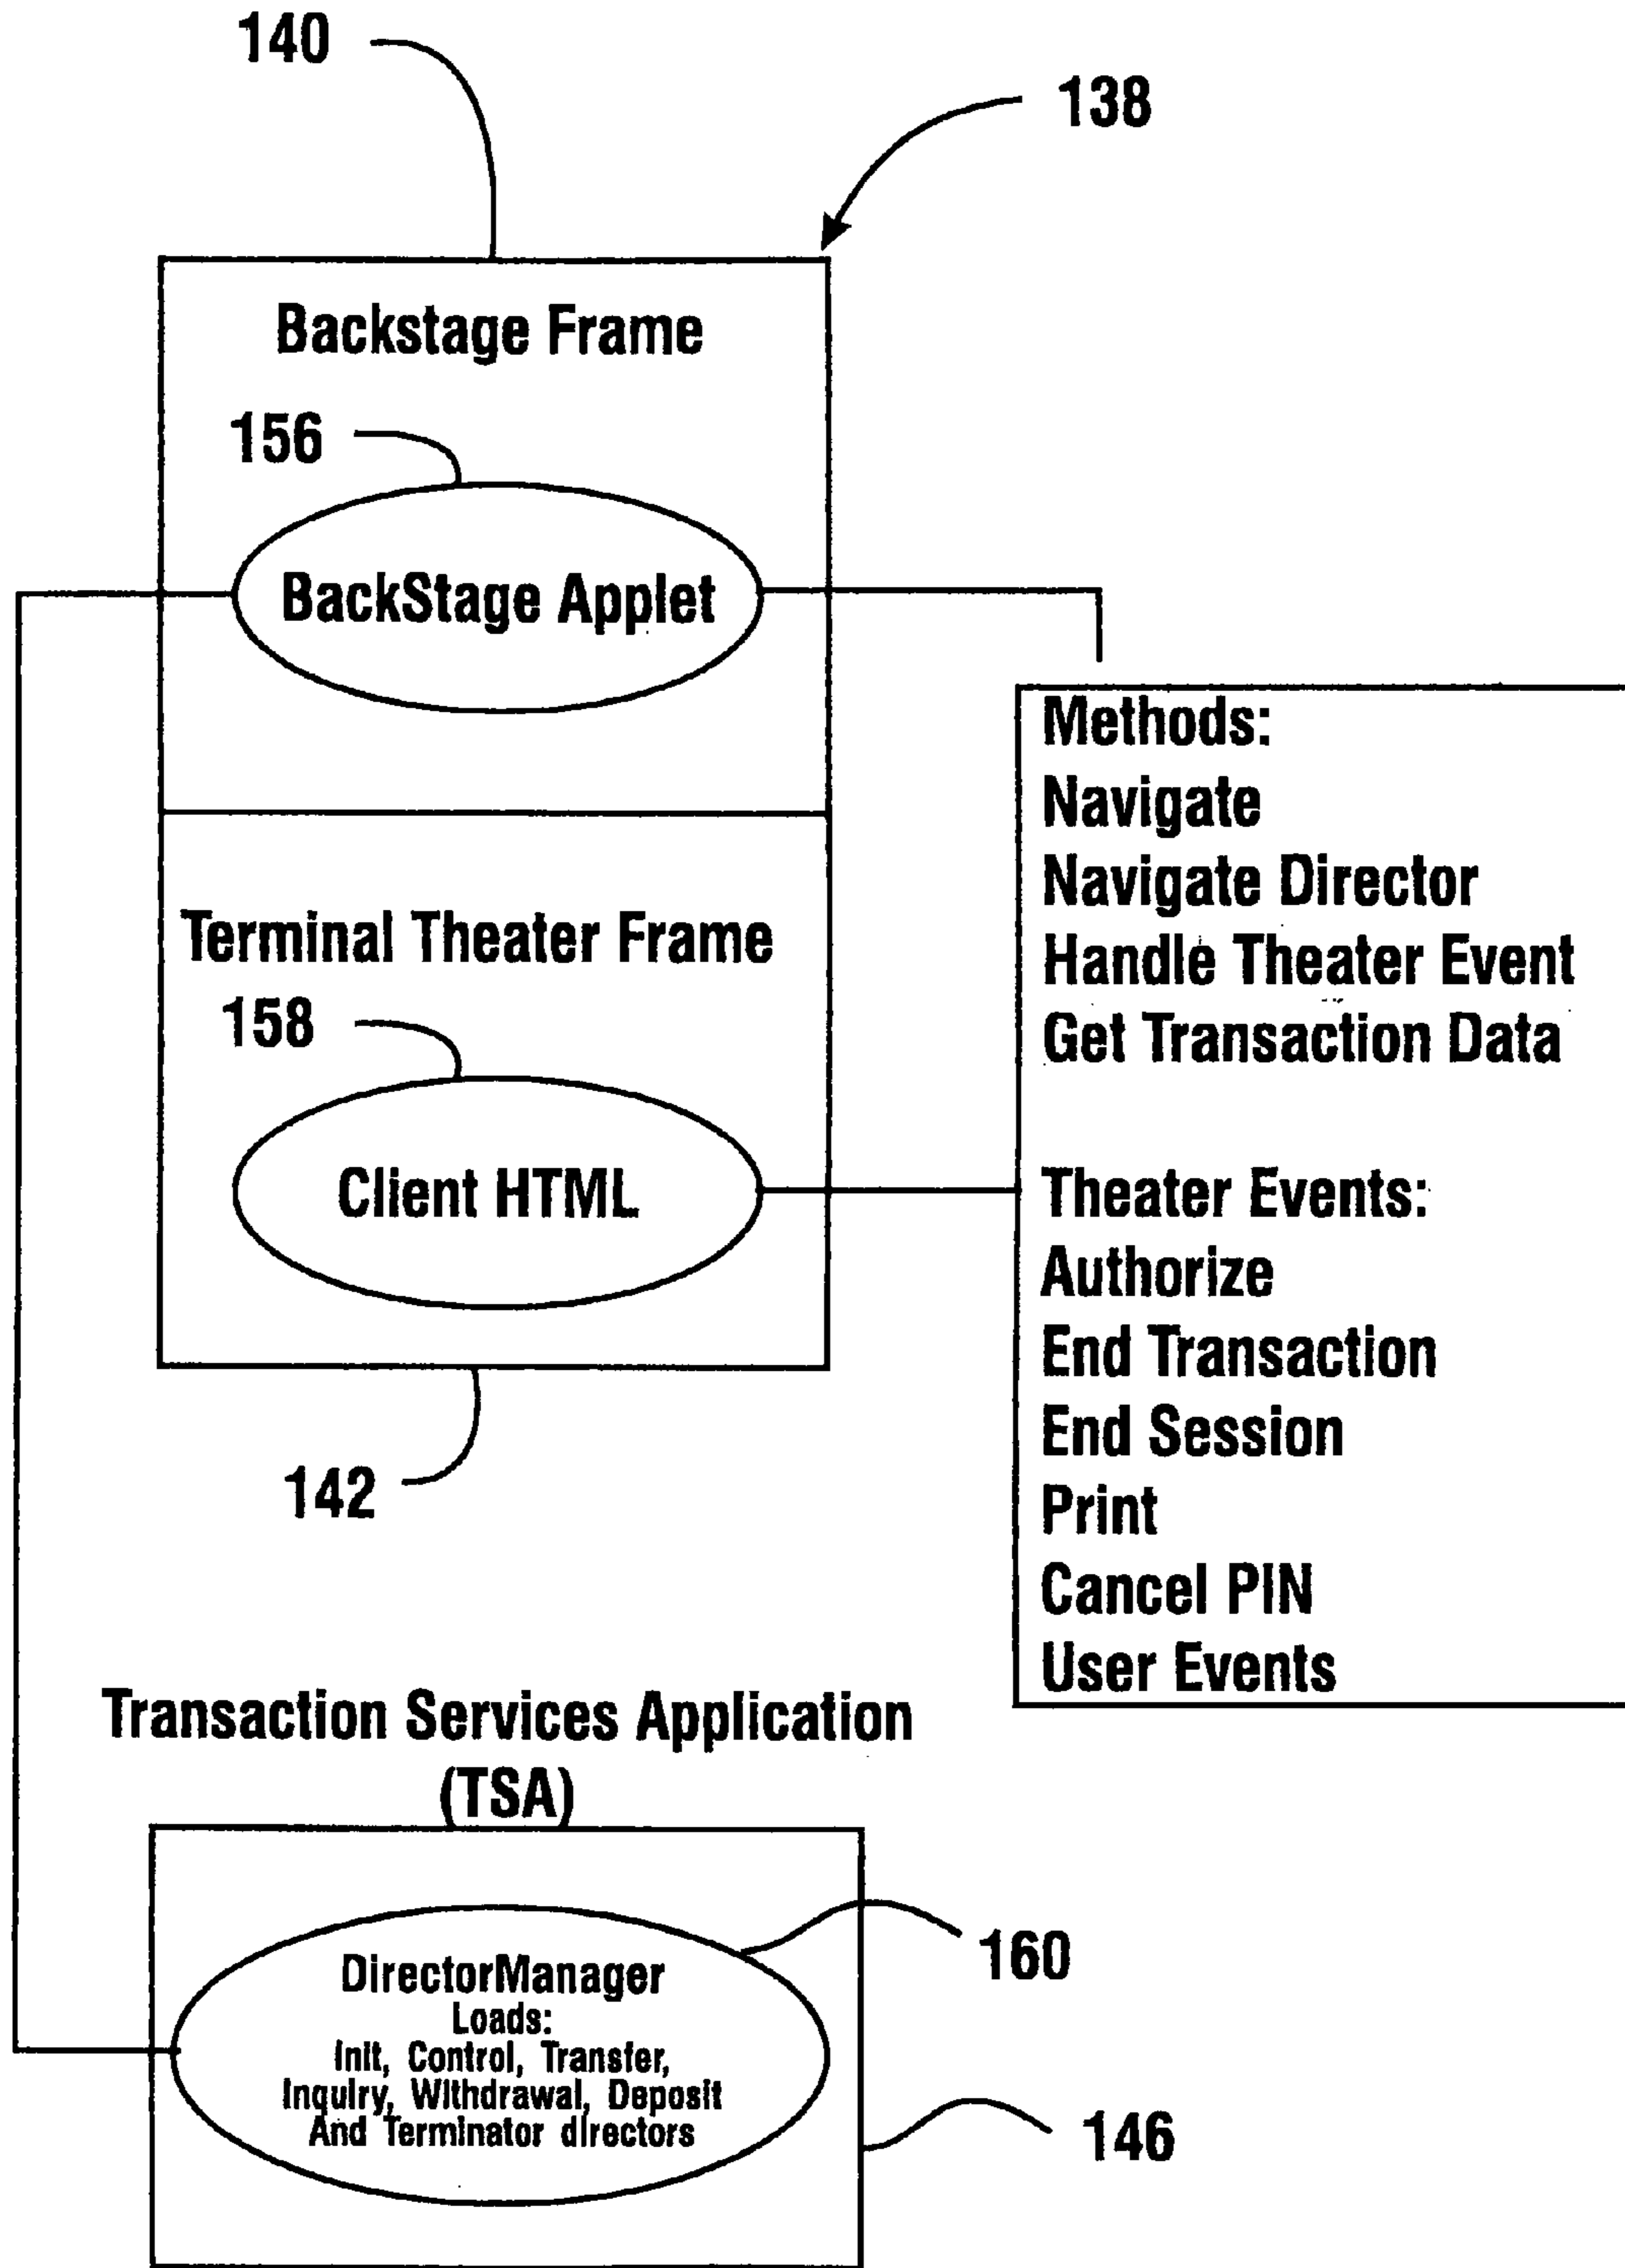 140
138
Backstage Frame
156
BackStage Applet
Methods:
Navigate
Navigate Director
Handle Theater Event
Get Transaction Data
Terminal Theater Frame
158
Client HTML
Theater Events:
Authorize
End Transaction
End Session
Print
Cancel PIN
User Events
142
Transaction Services Application
(TSA)
DirectorManager
Loads:
Init, Control, Transfer,
Inquiry, Withdrawal, Deposit
And Terminator directors
160
146